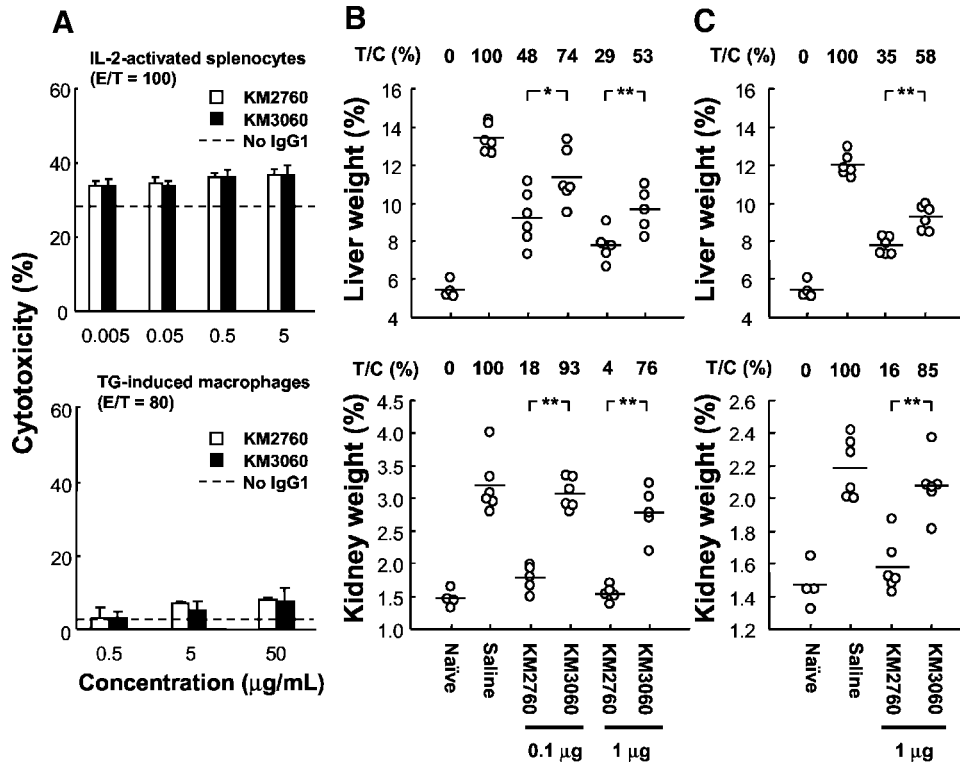 A
IL-2-activated splenocytes
(E/T = 100)
60
40
20
0
KM2760
KM3060
No IgG1
0.005 0.05 0.5 5
Cytotoxicity (%)
TG-induced macrophages
(E/T = 80)
60
40
20
0
KM2760
KM3060
No IgG1
0.5 5 50
Concentration (μg/mL)
B
T/C (%) 0 100 48 74 29 53
Liver weight (%)
16
14
12
10
8
6
4
* **
T/C (%) 0 100 18 93 4 76
Kidney weight (%)
4.5
4.0
3.5
3.0
2.5
2.0
1.5
1.0
** **
Naïve
Saline
KM2760
KM3060
KM2760
KM3060
0.1 μg 1 μg
C
T/C (%) 0 100 35 58
Liver weight (%)
16
14
12
10
8
6
4
**
T/C (%) 0 100 16 85
Kidney weight (%)
2.6
2.4
2.2
2.0
1.8
1.6
1.4
1.2
**
Naïve
Saline
KM2760
KM3060
1 μg